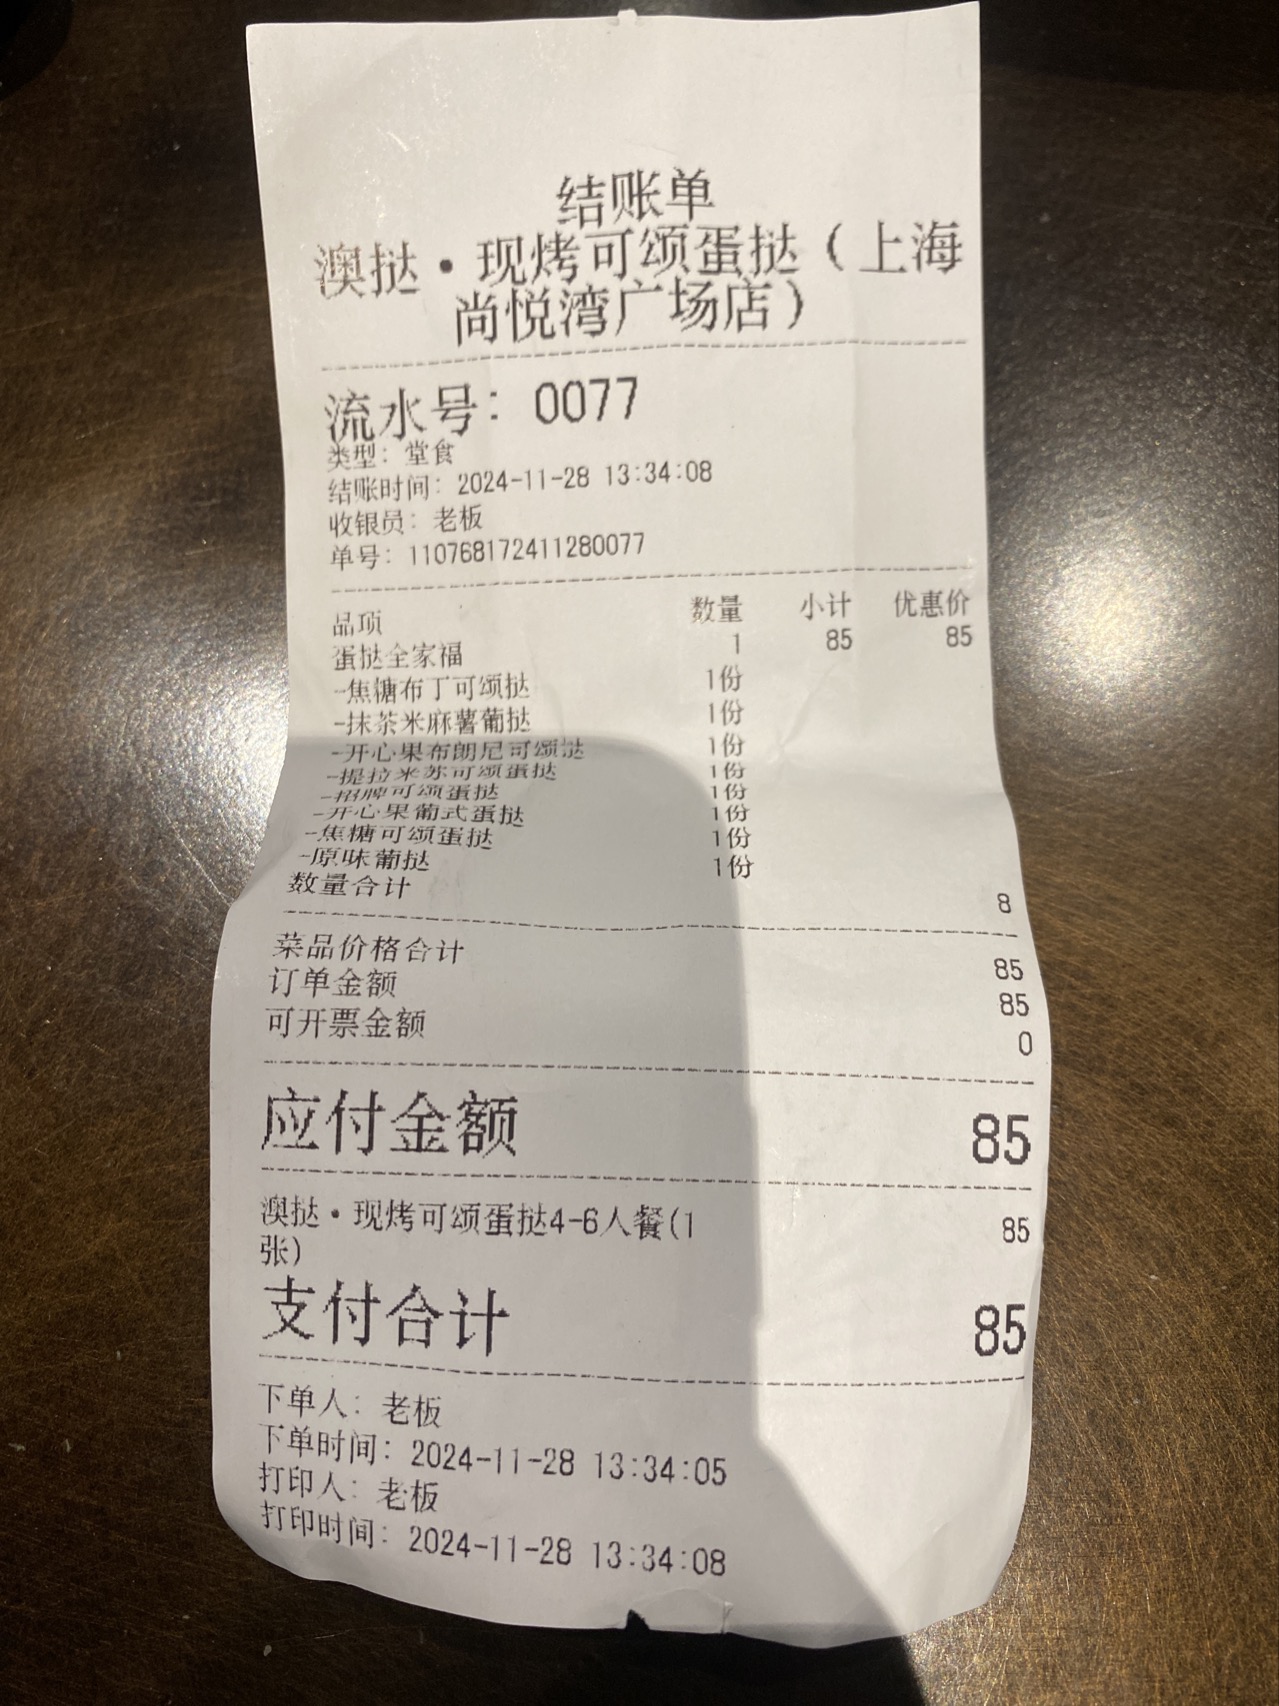 结账单
澳挞·现烤可颂蛋挞（上海
尚悦湾广场店）
流水号：0077
类型：堂食
结账时间：2024-11-28 13:34:08
收银员：老板
单号：110768172411280077
品项 数量 小计 优惠价
蛋挞全家福 1 85 85
-焦糖布丁可颂挞 1份
-抹茶米麻薯葡挞 1份
-开心果布朗尼可颂挞 1份
-提拉米苏可颂蛋挞 1份
-招牌可颂蛋挞 1份
-开心果葡式蛋挞 1份
-焦糖可颂蛋挞 1份
-原味葡挞 1份
数量合计 8
菜品价格合计 85
订单金额 85
可开票金额 0
应付金额 85
澳挞·现烤可颂蛋挞4-6人餐(1 85
张)
支付合计 85
下单人：老板
下单时间：2024-11-28 13:34:05
打印人：老板
打印时间：2024-11-28 13:34:08